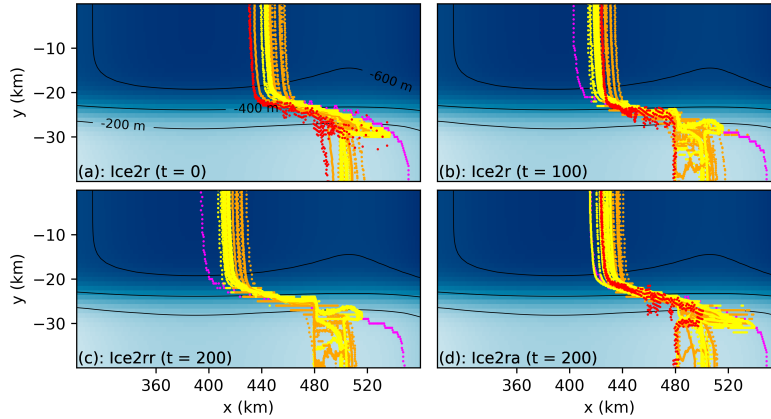 y (km)
−10
−20
−30
-600 m
-400 m
-200 m
(a): Ice2r (t = 0)
(b): Ice2r (t = 100)
y (km)
−10
−20
−30
(c): Ice2rr (t = 200)
(d): Ice2ra (t = 200)
360 400 440 480 520
360 400 440 480 520
x (km)
x (km)